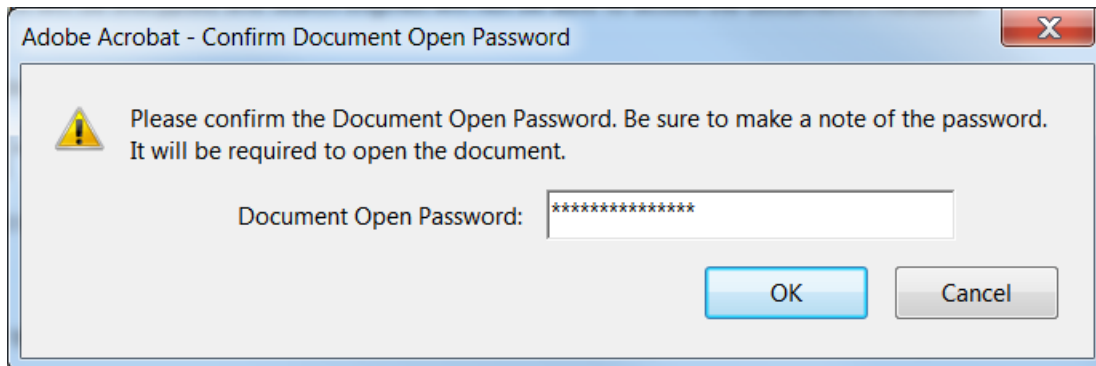 Adobe Acrobat - Confirm Document Open Password
Please confirm the Document Open Password. Be sure to make a note of the password.
It will be required to open the document.
Document Open Password: ***************
OK Cancel